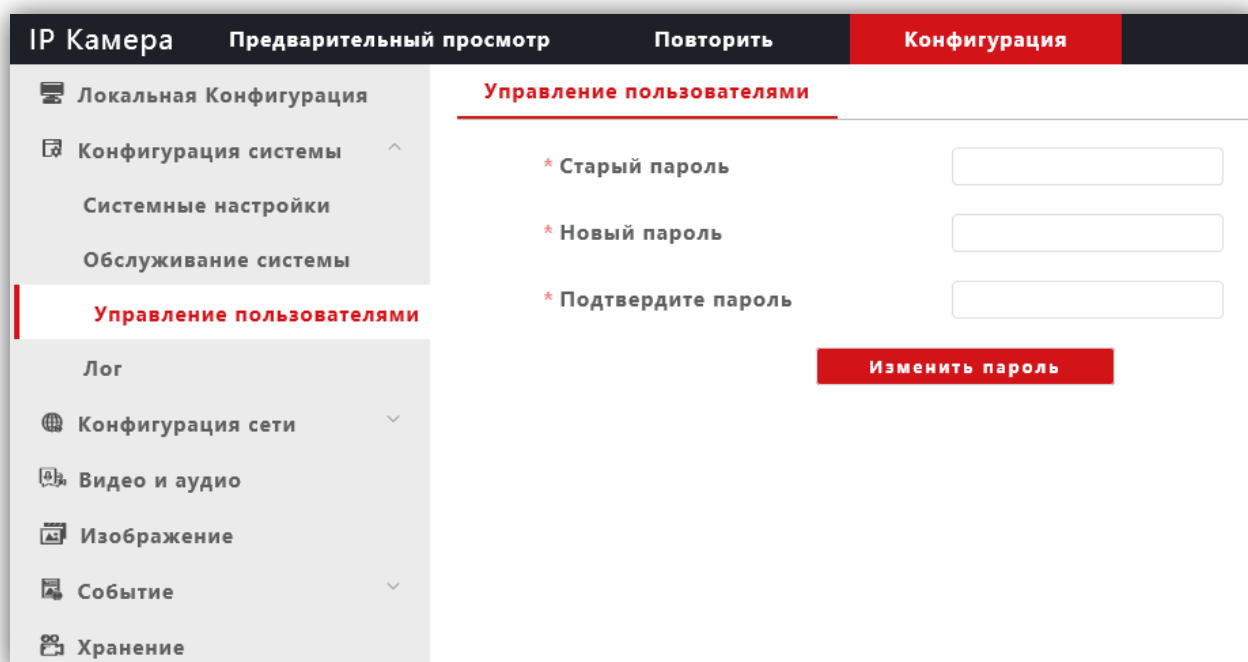 IP Камера Предварительный просмотр Повторить Конфигурация
Локальная Конфигурация
Конфигурация системы
Системные настройки
Обслуживание системы
Управление пользователями
Лог
Конфигурация сети
Видео и аудио
Изображение
Событие
Хранение
Управление пользователями
* Старый пароль
* Новый пароль
* Подтвердите пароль
Изменить пароль